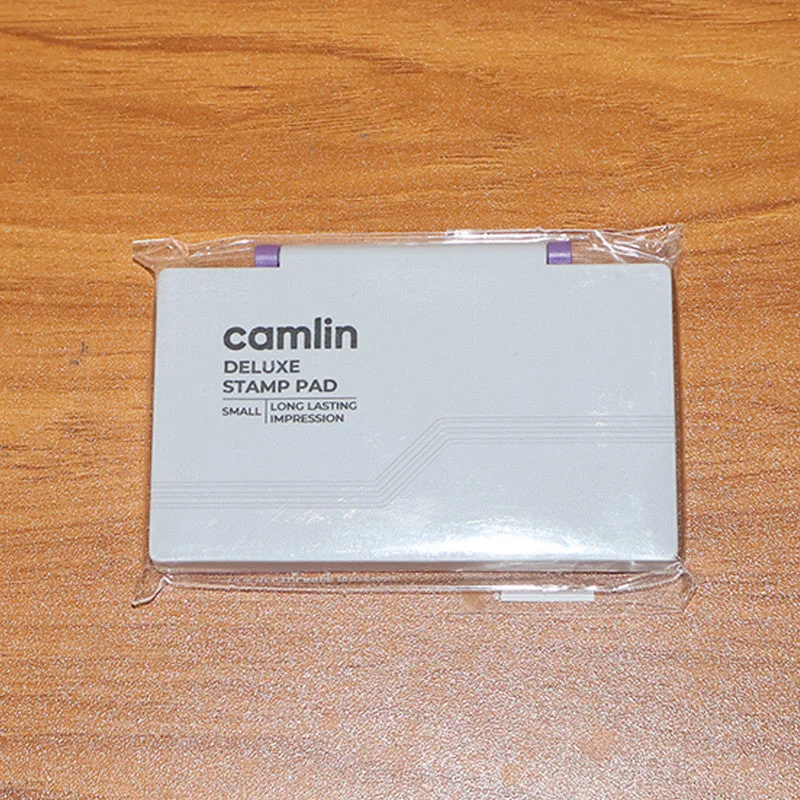 camlin
DELUXE
STAMP PAD
SMALL | LONG LASTING
IMPRESSION